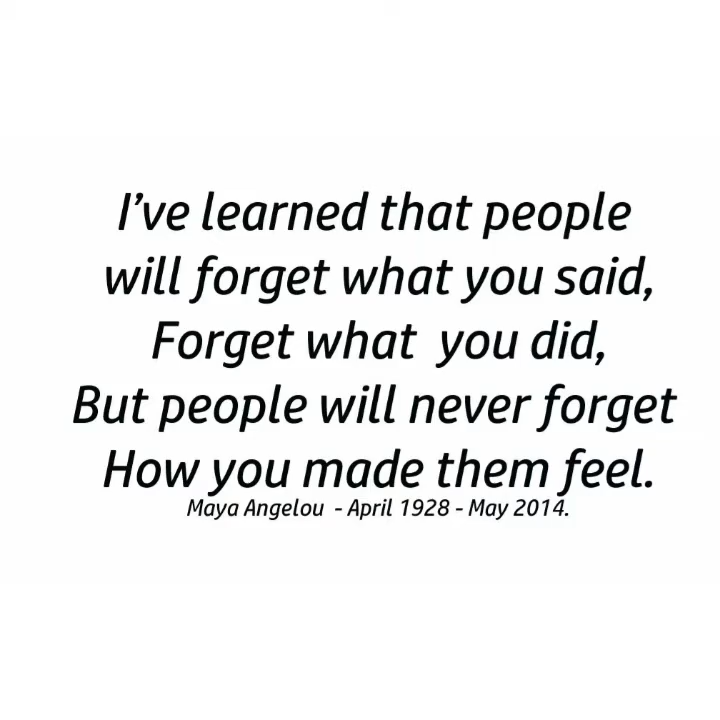 I’ve learned that people
will forget what you said,
Forget what  you did,
But people will never forget
How you made them feel.
Maya Angelou  - April 1928 - May 2014.